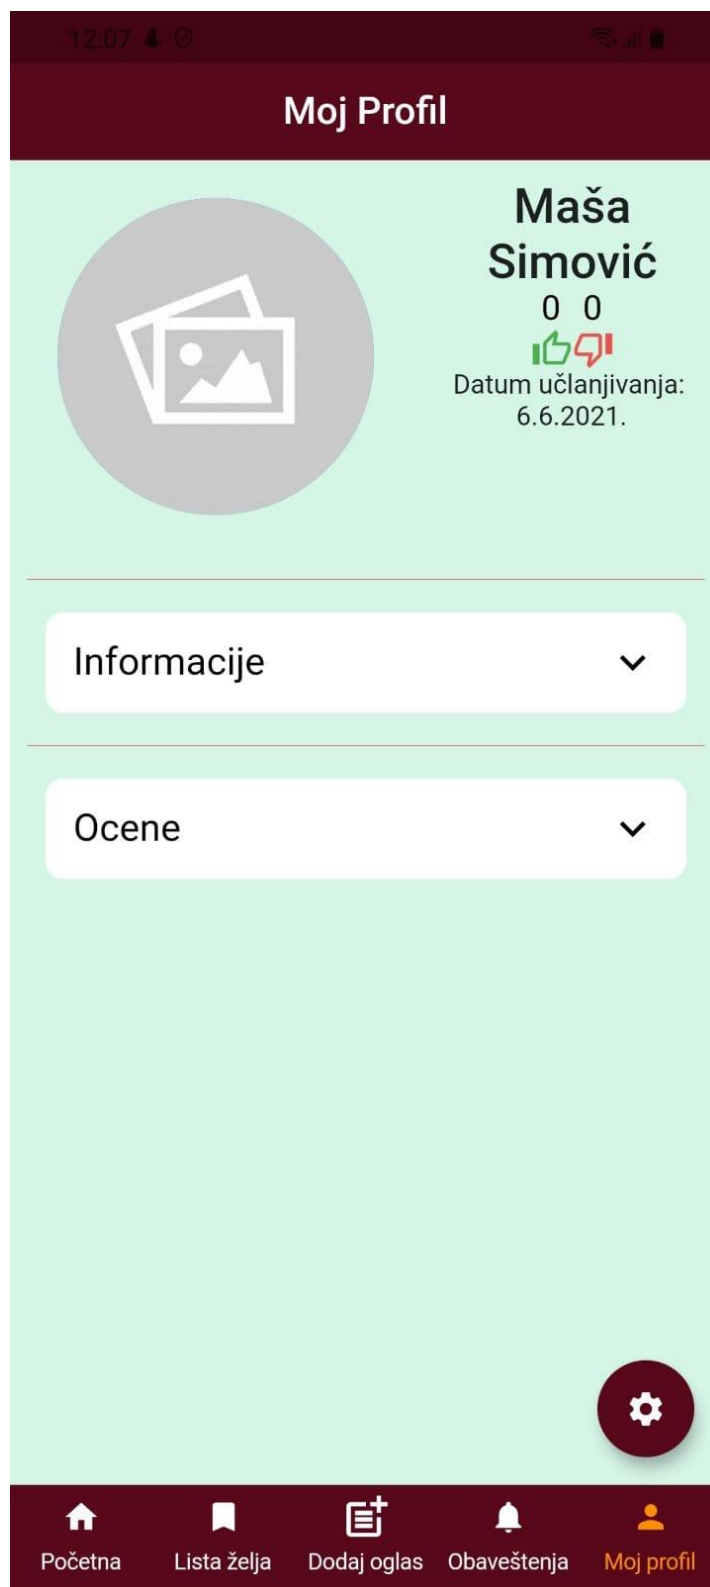 12:07
Moj Profil
Maša
Simović
0 0
Datum učlanjivanja:
6.6.2021.
Informacije
Ocene
Početna
Lista želja
Dodaj oglas
Obaveštenja
Moj profil